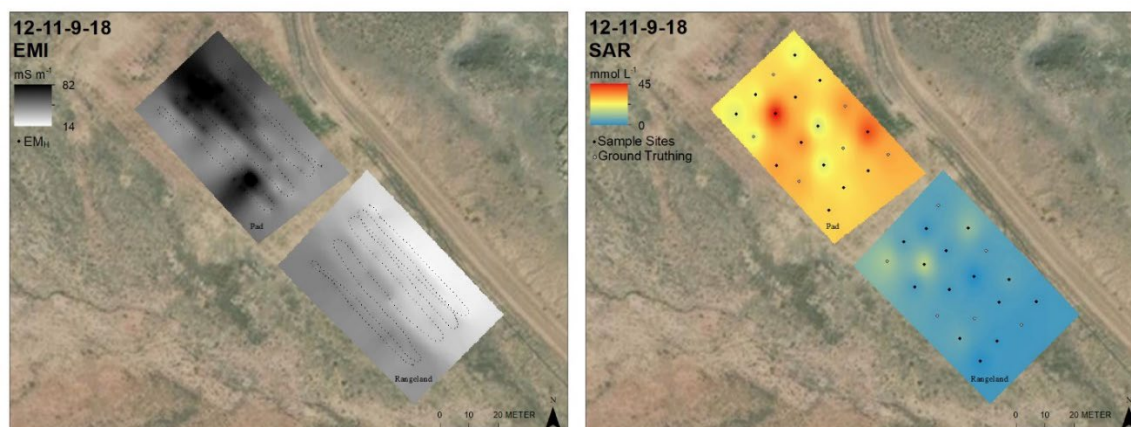 12-11-9-18
EMI
mS m⁻¹
82
14
• EMH
Pad
Rangeland
N
0 10 20 METER
12-11-9-18
SAR
mmol L⁻¹
45
0
• Sample Sites
○ Ground Truthing
Pad
Rangeland
N
0 10 20 METER